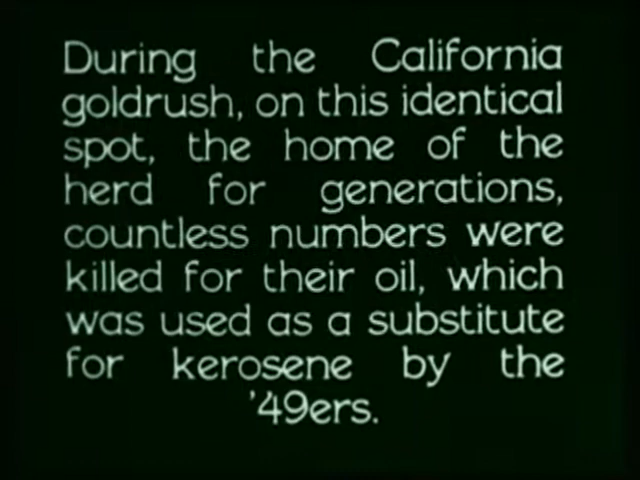 During the California
goldrush, on this identical
spot, the home of the
herd for generations,
countless numbers were
killed for their oil, which
was used as a substitute
for kerosene by the
'49ers.